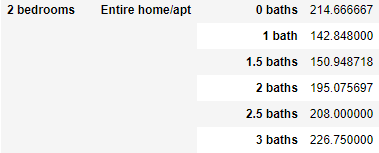 2 bedrooms Entire home/apt 0 baths 214.666667
1 bath 142.848000
1.5 baths 150.948718
2 baths 195.075697
2.5 baths 208.000000
3 baths 226.750000